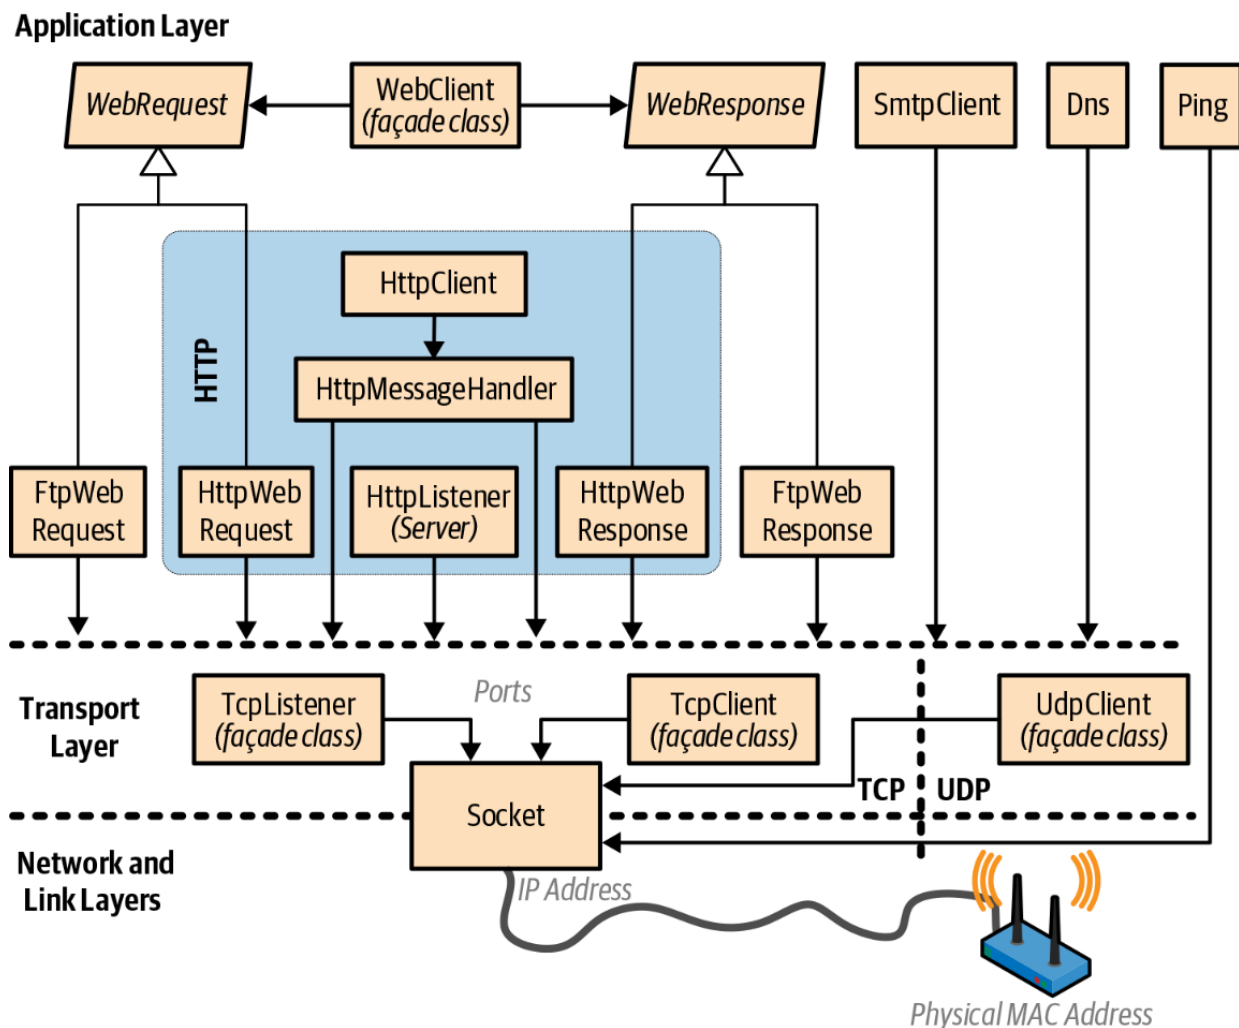 Application Layer
WebRequest
WebClient
(façade class)
WebResponse
SmtpClient
Dns
Ping
HttpClient
HTTP
HttpMessageHandler
FtpWeb
Request
HttpWeb
Request
HttpListener
(Server)
HttpWeb
Response
FtpWeb
Response
Transport
Layer
TcpListener
(façade class)
Ports
TcpClient
(façade class)
UdpClient
(façade class)
Socket
TCP
UDP
Network and
Link Layers
IP Address
Physical MAC Address